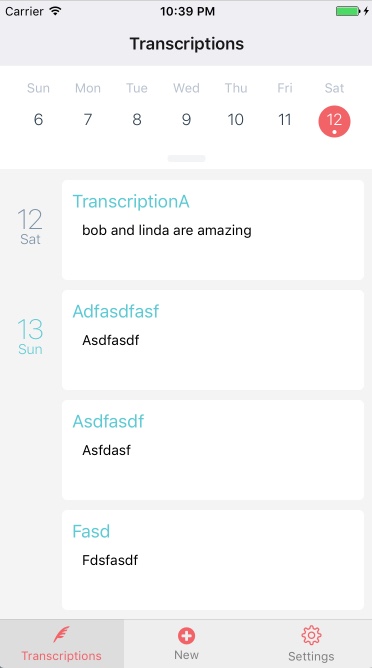 Carrier 10:39 PM
Transcriptions
Sun Mon Tue Wed Thu Fri Sat
6 7 8 9 10 11 12
12
Sat
TranscriptionA
bob and linda are amazing
13
Sun
Adfasdfasf
Asdfasdf
Asdfasdf
Asfdasf
Fasd
Fdsfasdf
Transcriptions New Settings